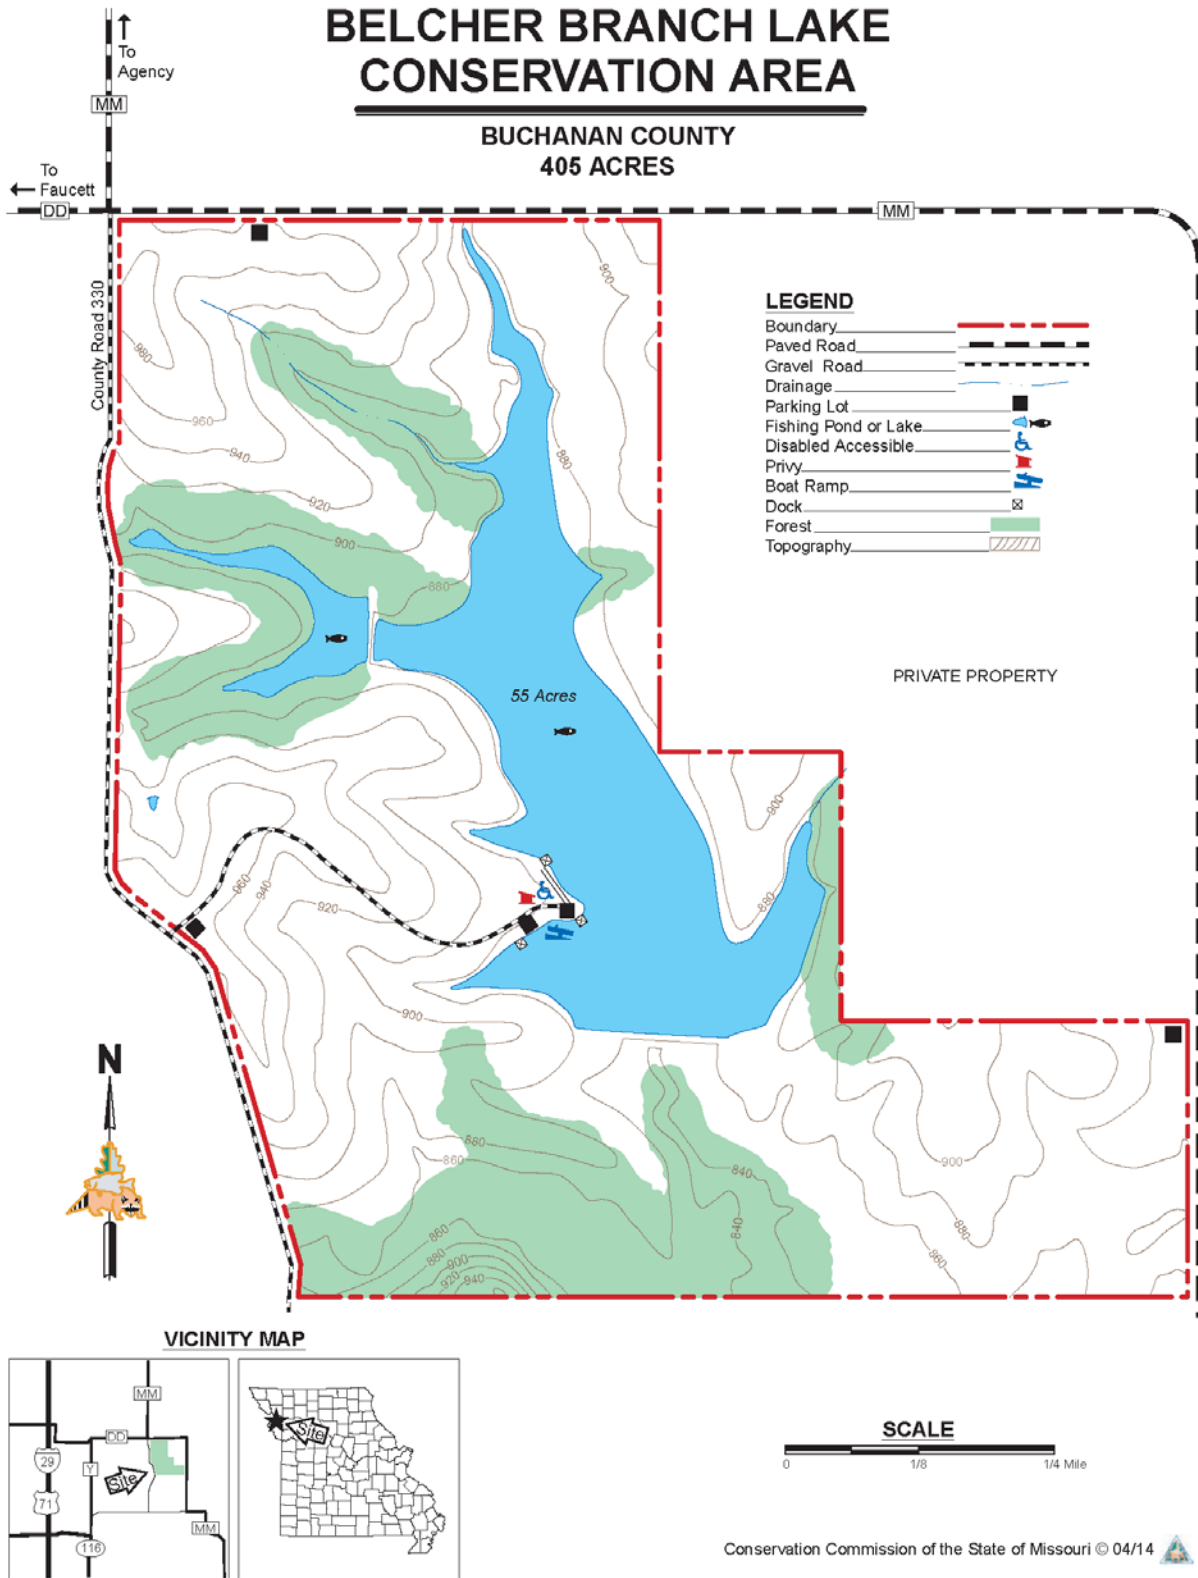 BELCHER BRANCH LAKE
CONSERVATION AREA
BUCHANAN COUNTY
405 ACRES
To
Agency
MM
To
Faucett
DD
MM
County Road 330
LEGEND
Boundary
Paved Road
Gravel Road
Drainage
Parking Lot
Fishing Pond or Lake
Disabled Accessible
Privy
Boat Ramp
Dock
Forest
Topography
PRIVATE PROPERTY
900
980
960
940
920
900
880
880
55 Acres
900
880
960
940
920
900
880
860
840
840
900
880
860
860
880
900
920
940
N
VICINITY MAP
MM
DD
29
Y
Site
71
MM
116
Site
SCALE
0 1/8 1/4 Mile
Conservation Commission of the State of Missouri © 04/14